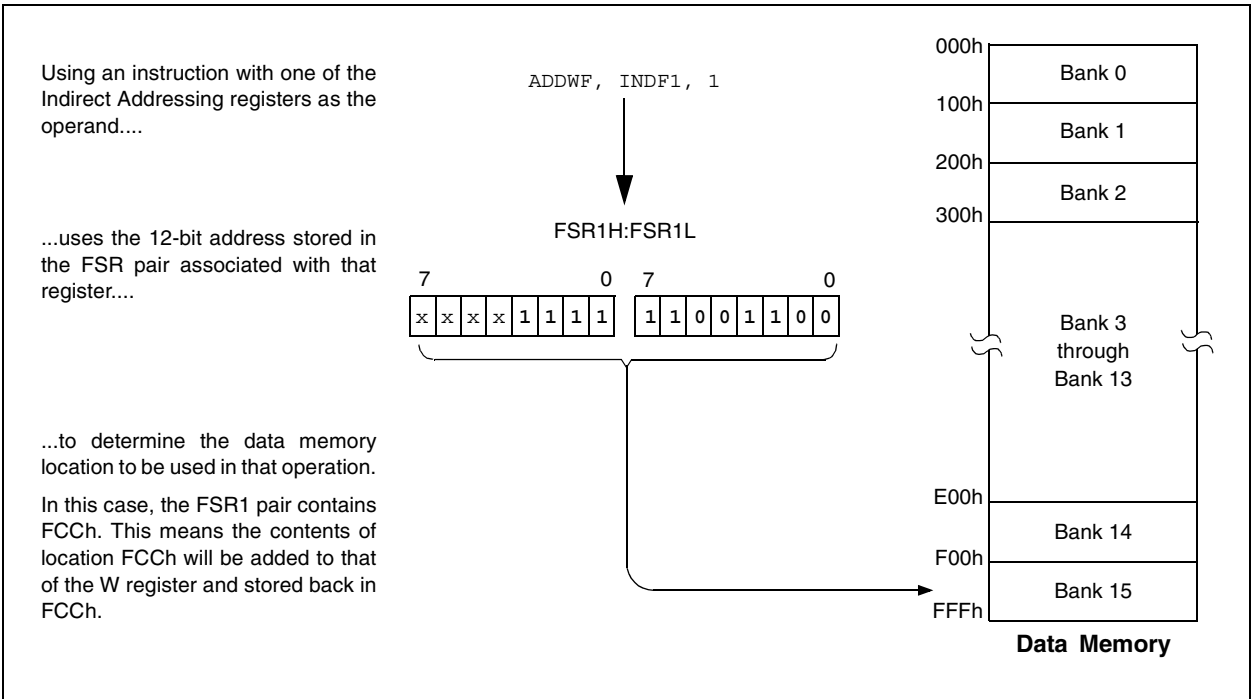 Using an instruction with one of the
Indirect Addressing registers as the
operand....
ADDWF, INDF1, 1
...uses the 12-bit address stored in
the FSR pair associated with that
register....
FSR1H:FSR1L
7 0 7 0
x x x x 1 1 1 1 1 1 0 0 1 1 0 0
...to determine the data memory
location to be used in that operation.
In this case, the FSR1 pair contains
FCCh. This means the contents of
location FCCh will be added to that
of the W register and stored back in
FCCh.
000h
Bank 0
100h
Bank 1
200h
Bank 2
300h
Bank 3
through
Bank 13
E00h
Bank 14
F00h
Bank 15
FFFh
Data Memory